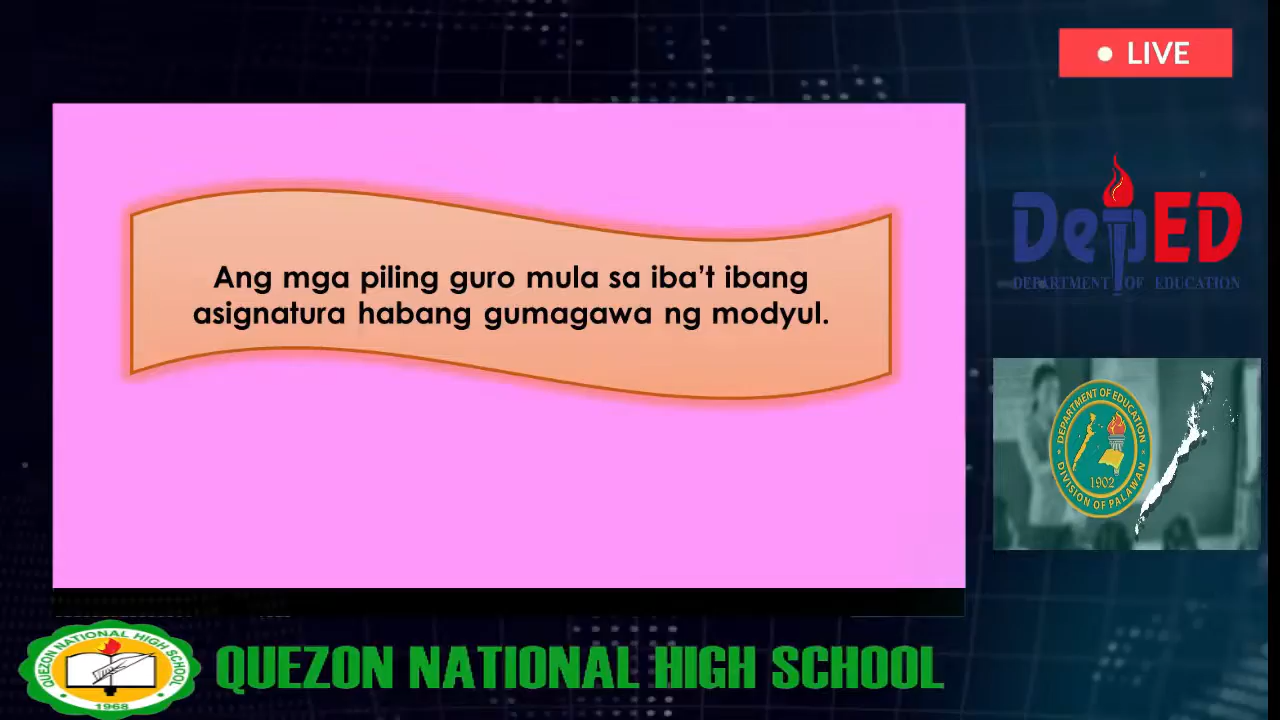 LIVE
Ang mga piling guro mula sa iba't ibang
asignatura habang gumagawa ng modyul.
DepED
DEPARTMENT OF EDUCATION
DEPARTMENT OF EDUCATION
1902
DIVISION OF PALAWAN
QUEZON NATIONAL HIGH SCHOOL
1968
QUEZON NATIONAL HIGH SCHOOL